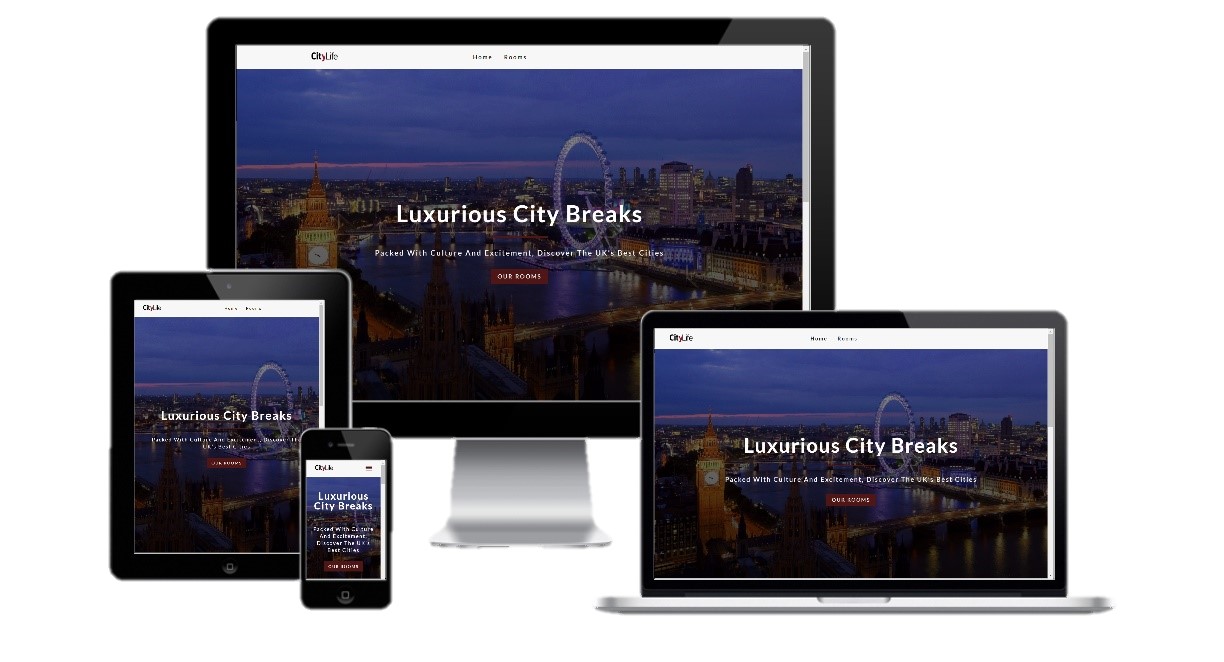 CityLife
Home Rooms
Luxurious City Breaks
Packed With Culture And Excitement, Discover The UK's Best Cities
OUR ROOMS
CityLife
Luxurious City Breaks
Packed With Culture And Excitement, Discover The
UK's Best Cities
OUR ROOMS
CityLife
Luxurious
City Breaks
Packed With Culture
And Excitement,
Discover The UK's
Best Cities
OUR ROOMS
CityLife
Home Rooms
Luxurious City Breaks
Packed With Culture And Excitement, Discover The UK's Best Cities
OUR ROOMS